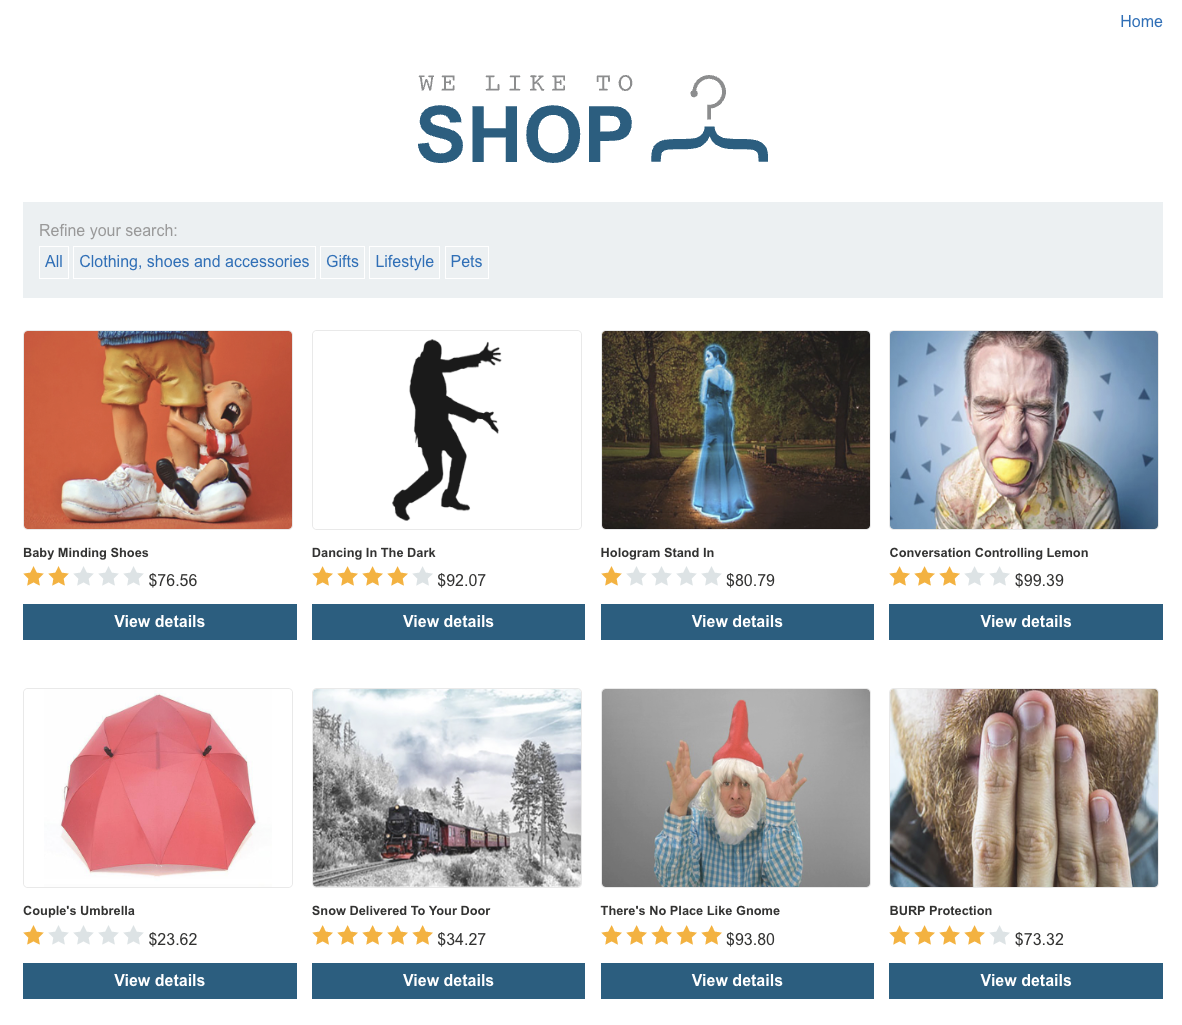 Home
WE LIKE TO
SHOP
Refine your search:
All Clothing, shoes and accessories Gifts Lifestyle Pets
Baby Minding Shoes
$76.56
View details
Dancing In The Dark
$92.07
View details
Hologram Stand In
$80.79
View details
Conversation Controlling Lemon
$99.39
View details
Couple's Umbrella
$23.62
View details
Snow Delivered To Your Door
$34.27
View details
There's No Place Like Gnome
$93.80
View details
BURP Protection
$73.32
View details